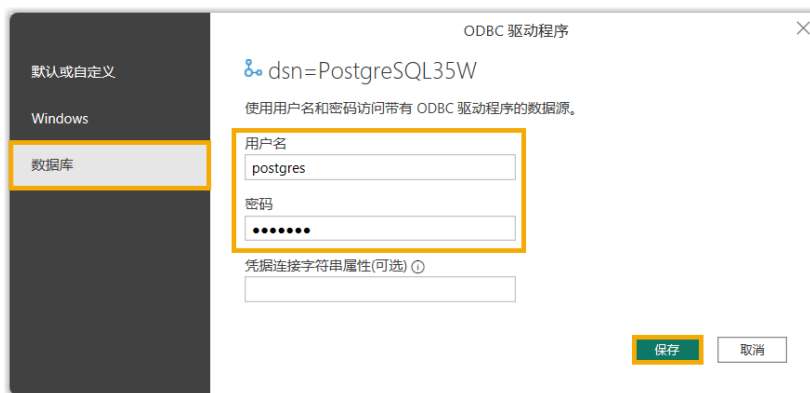 ODBC 驱动程序
默认或自定义
Windows
数据库
dsn=PostgreSQL35W
使用用户名和密码访问带有 ODBC 驱动程序的数据源。
用户名
postgres
密码
●●●●●●●
凭据连接字符串属性(可选)
保存
取消